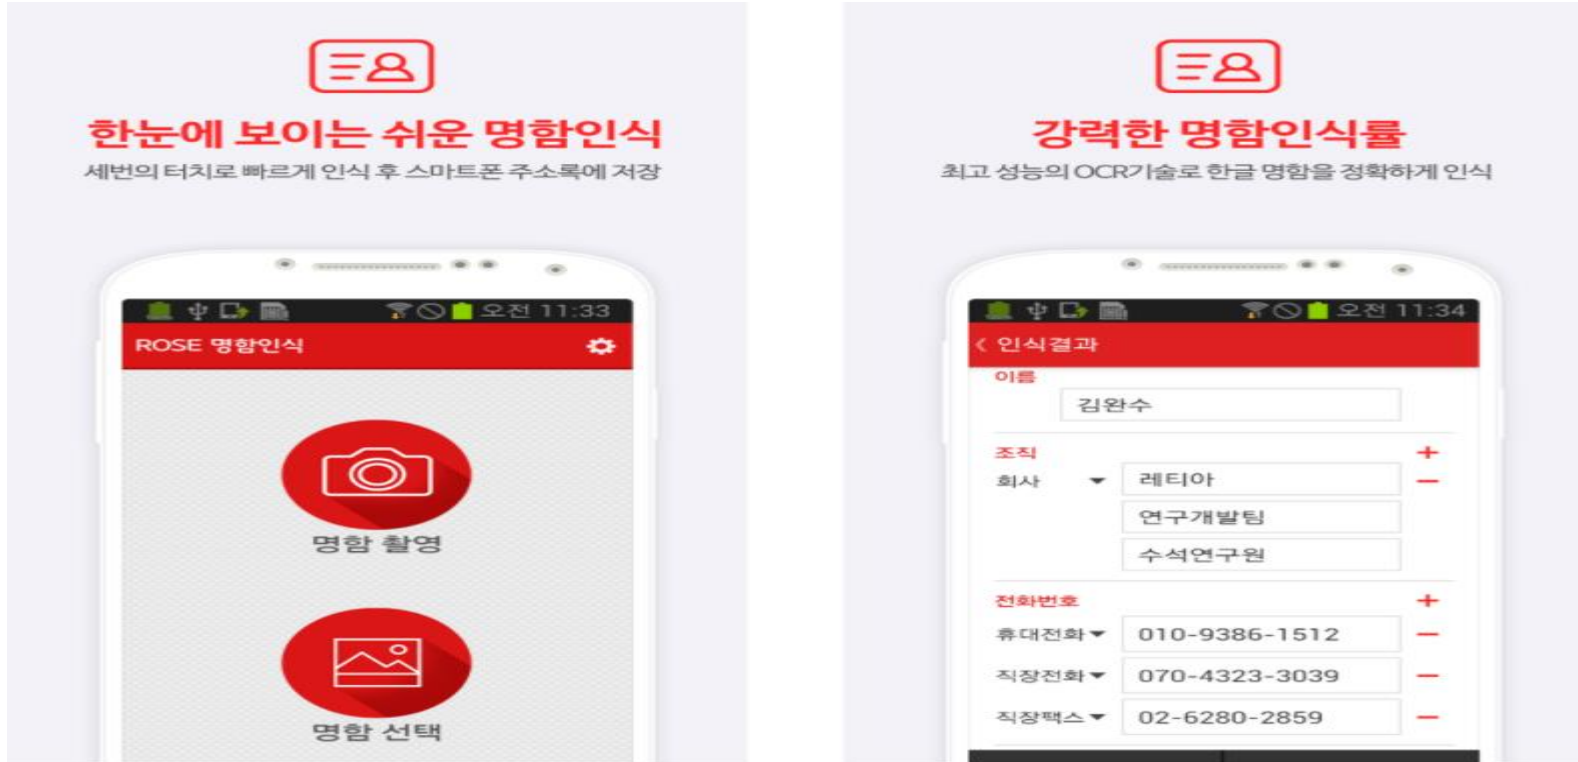 한눈에 보이는 쉬운 명함인식
세번의 터치로 빠르게 인식 후 스마트폰 주소록에 저장
오전 11:33
ROSE 명함인식
명함 촬영
명함 선택
강력한 명함인식률
최고 성능의 OCR기술로 한글 명함을 정확하게 인식
오전 11:34
인식결과
이름
김완수
조직
회사 레티아
연구개발팀
수석연구원
전화번호
휴대전화 010-9386-1512
직장전화 070-4323-3039
직장팩스 02-6280-2859